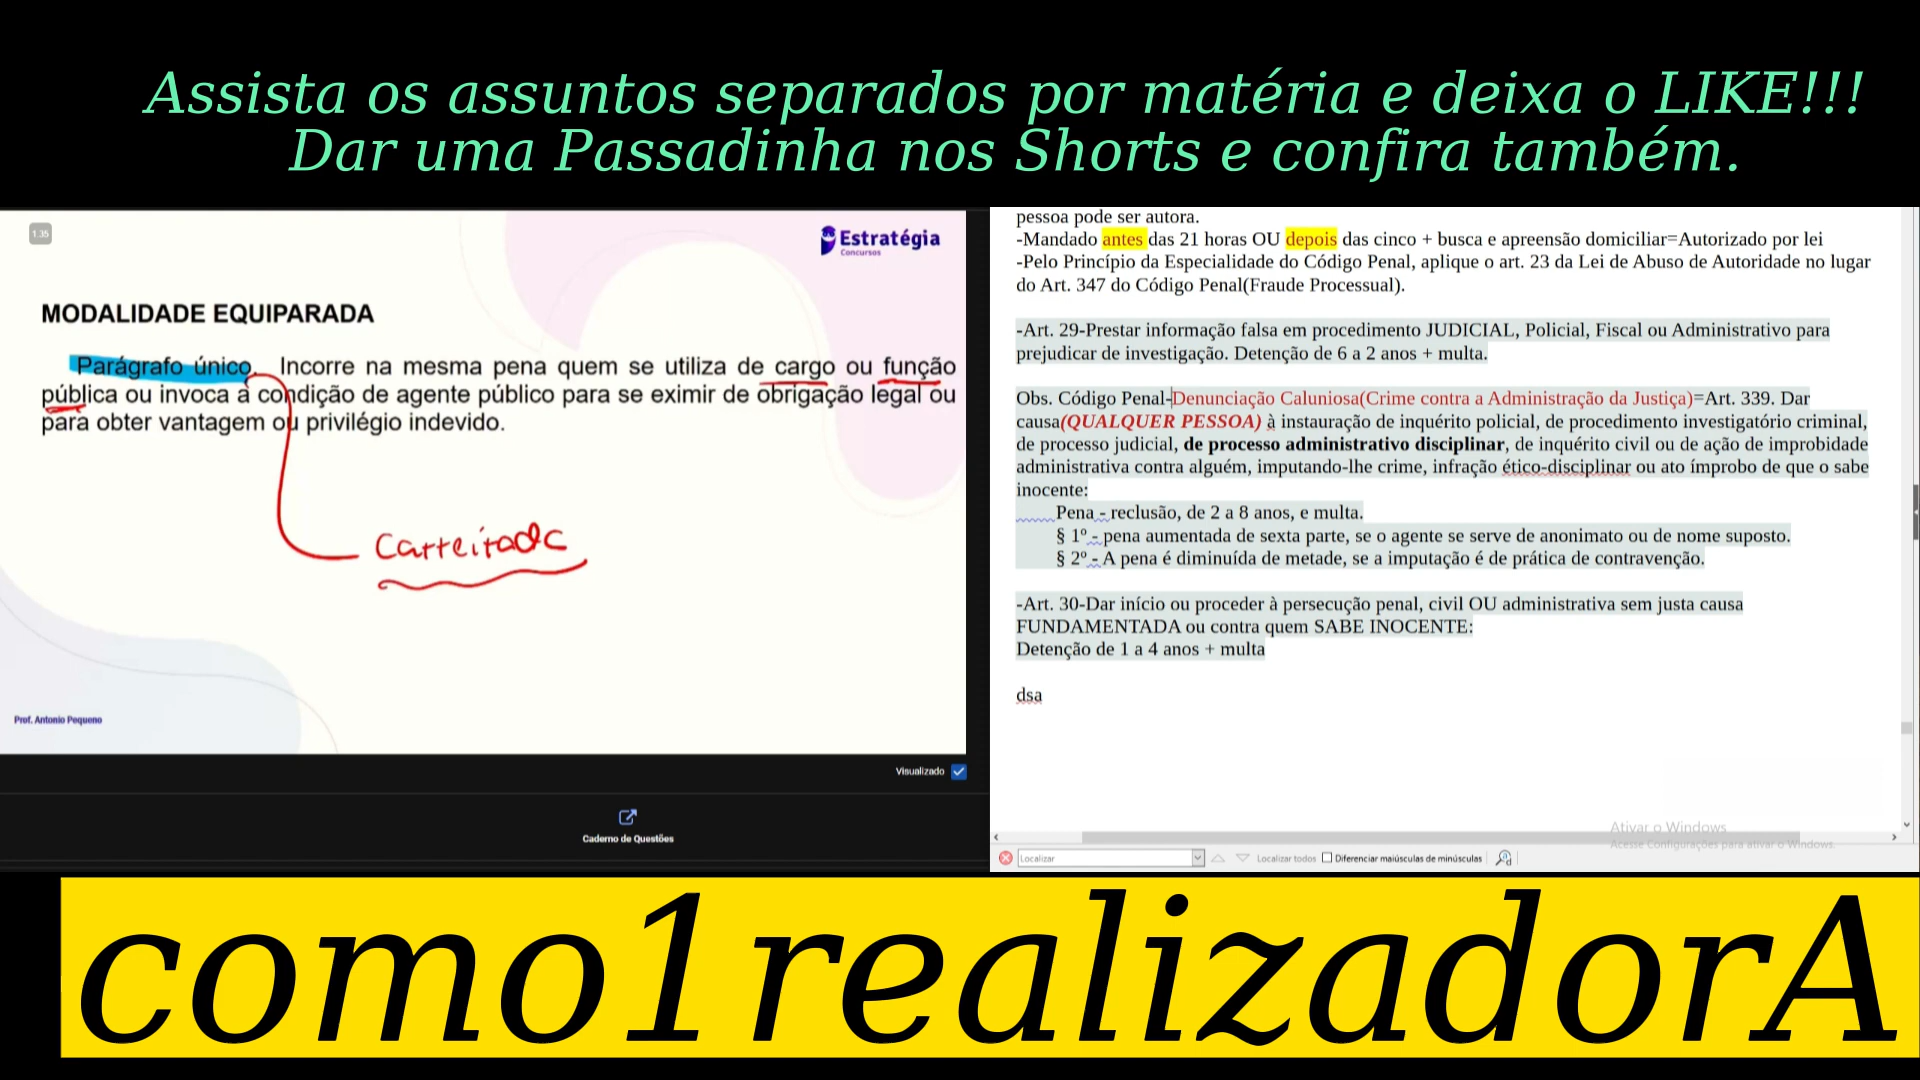 Assista os assuntos separados por matéria e deixa o LIKE!!!
Dar uma Passadinha nos Shorts e confira também.
1.35
Estratégia
Concursos
MODALIDADE EQUIPARADA
Parágrafo único. Incorre na mesma pena quem se utiliza de cargo ou função
pública ou invoca a condição de agente público para se eximir de obrigação legal ou
para obter vantagem ou privilégio indevido.
Carteirada
Prof. Antonio Pequeno
Visualizado
Caderno de Questões
pessoa pode ser autora.
-Mandado antes das 21 horas OU depois das cinco + busca e apreensão domiciliar=Autorizado por lei
-Pelo Princípio da Especialidade do Código Penal, aplique o art. 23 da Lei de Abuso de Autoridade no lugar
do Art. 347 do Código Penal(Fraude Processual).
-Art. 29-Prestar informação falsa em procedimento JUDICIAL, Policial, Fiscal ou Administrativo para
prejudicar de investigação. Detenção de 6 a 2 anos + multa.
Obs. Código Penal-Denunciação Caluniosa(Crime contra a Administração da Justiça)=Art. 339. Dar
causa(QUALQUER PESSOA) à instauração de inquérito policial, de procedimento investigatório criminal,
de processo judicial, de processo administrativo disciplinar, de inquérito civil ou de ação de improbidade
administrativa contra alguém, imputando-lhe crime, infração ético-disciplinar ou ato ímprobo de que o sabe
inocente:
Pena - reclusão, de 2 a 8 anos, e multa.
§ 1º - pena aumentada de sexta parte, se o agente se serve de anonimato ou de nome suposto.
§ 2º - A pena é diminuída de metade, se a imputação é de prática de contravenção.
-Art. 30-Dar início ou proceder à persecução penal, civil OU administrativa sem justa causa
FUNDAMENTADA ou contra quem SABE INOCENTE:
Detenção de 1 a 4 anos + multa
dsa
Ativar o Windows
Acesse Configurações para ativar o Windows.
Localizar
Localizar todos
Diferenciar maiúsculas de minúsculas
como1realizadorA